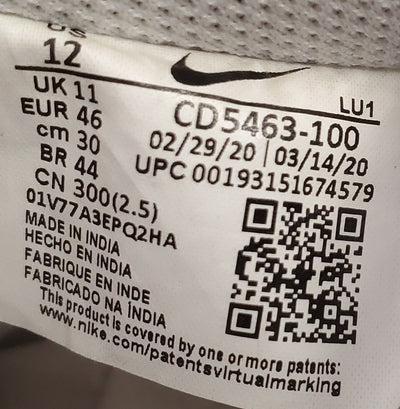 US
12
UK 11
EUR 46
cm 30
BR 44
CN 300(2.5)
01V77A3EPQ2HA
MADE IN INDIA
HECHO EN INDIA
FABRIQUE EN INDE
FABRICADO NA ÍNDIA
LU1
CD5463-100
02/29/20 | 03/14/20
UPC 00193151674579
This product is covered by one or more patents:
www.nike.com/patentsvirtualmarking